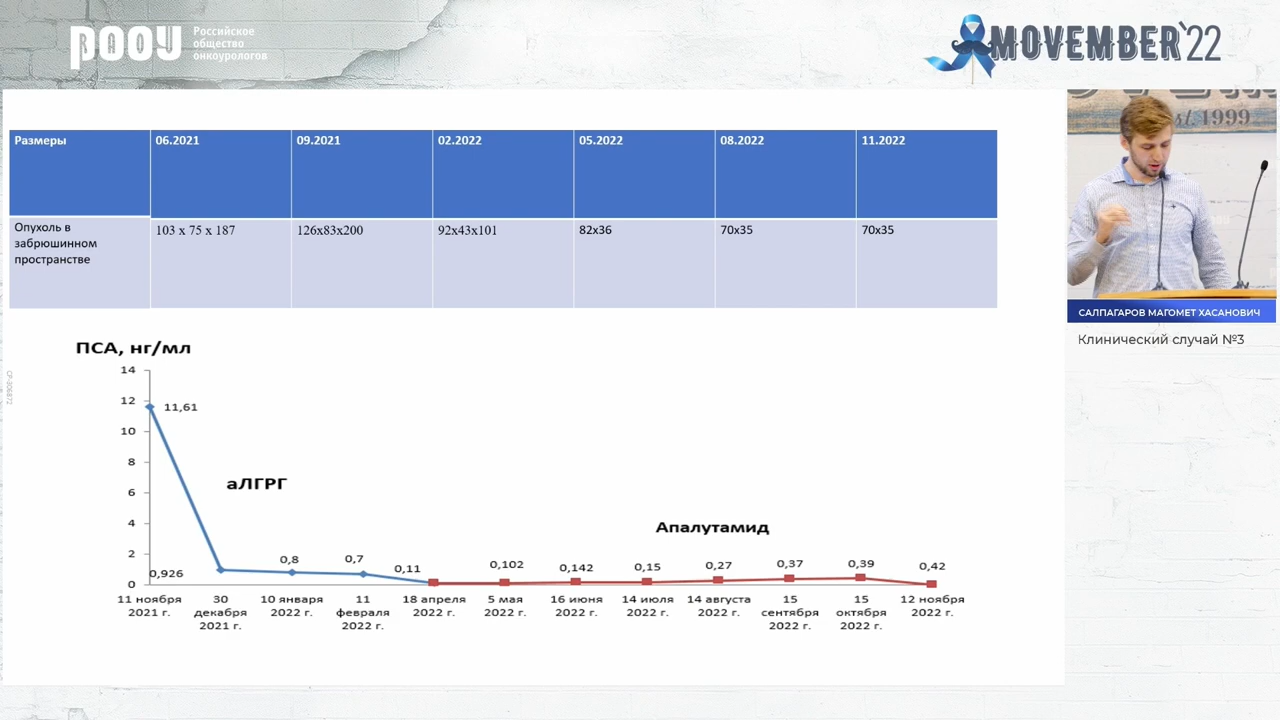 РООУ
Российское
общество
онкоурологов
MOVEMBER'22
Размеры 06.2021 09.2021 02.2022 05.2022 08.2022 11.2022
Опухоль в 103 x 75 x 187 126x83x200 92x43x101 82x36 70x35 70x35
забрюшинном
пространстве
ПСА, нг/мл
14
12
11,61
10
8
6
аЛГРГ
4
Апалутамид
2
0,926 0,8 0,7 0,11 0,102 0,142 0,15 0,27 0,37 0,39 0,42
0
11 ноября 30 10 января 11 18 апреля 5 мая 16 июня 14 июля 14 августа 15 15 12 ноября
2021 г. декабря 2022 г. февраля 2022 г. 2022 г. 2022 г. 2022 г. 2022 г. сентября октября 2022 г.
2021 г. 2022 г. 2022 г. 2022 г.
CP-306872
1999
САЛПАГАРОВ МАГОМЕТ ХАСАНОВИЧ
Клинический случай №3